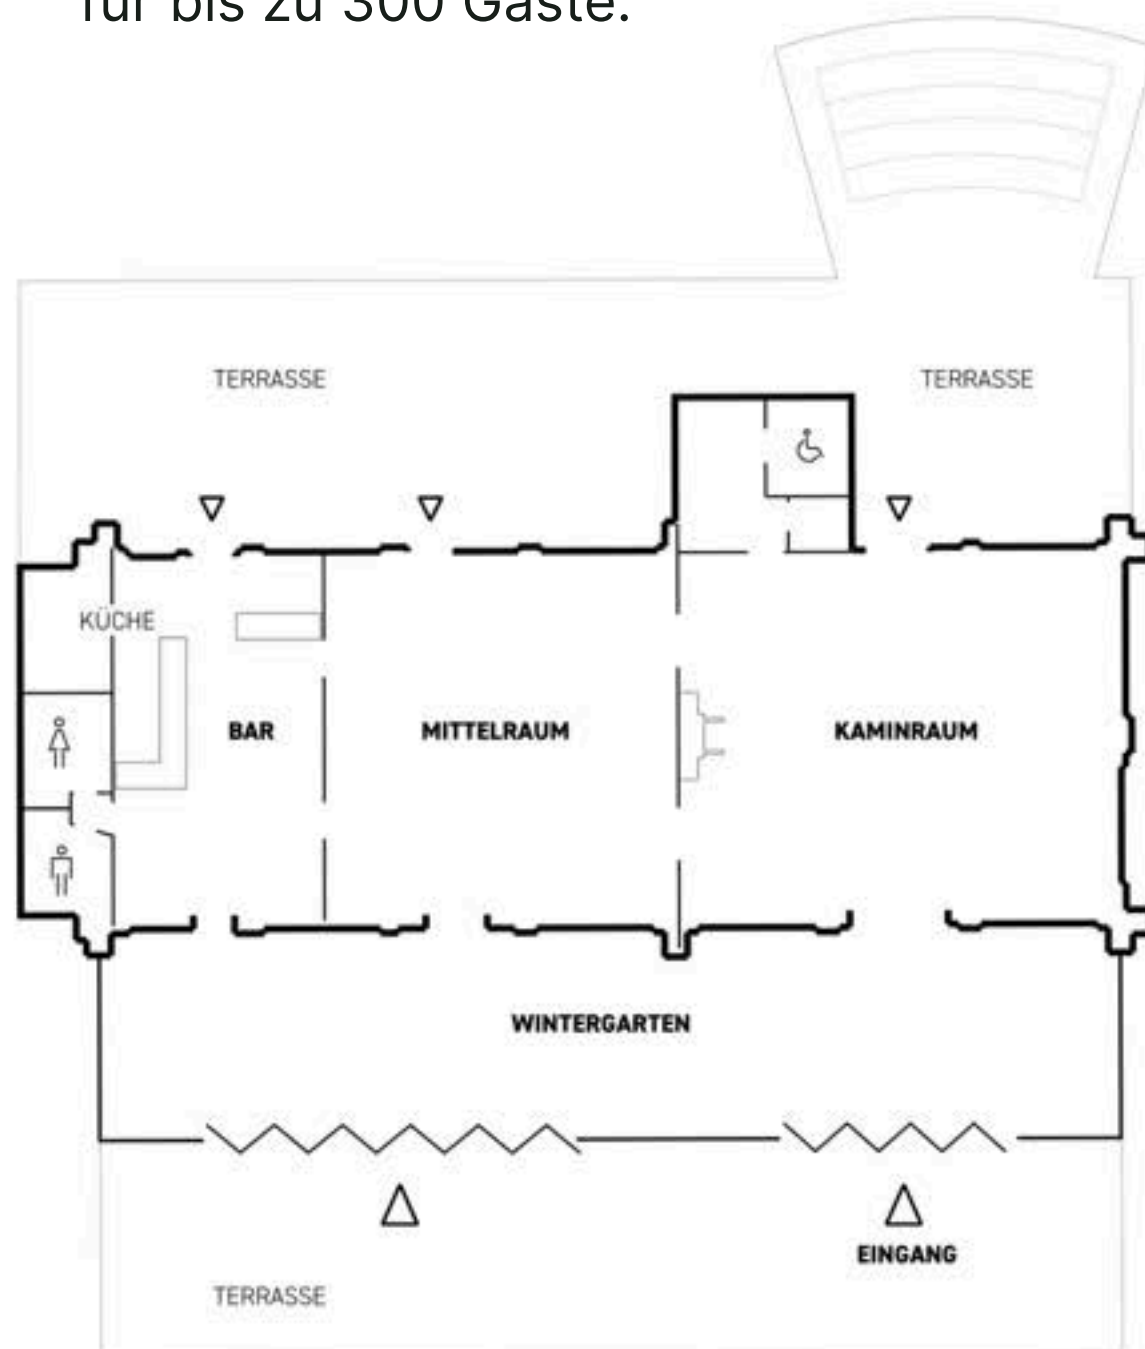 für bis zu 300 Gäste.
TERRASSE
TERRASSE
KÜCHE
BAR
MITTELRAUM
KAMINRAUM
WINTERGARTEN
EINGANG
TERRASSE